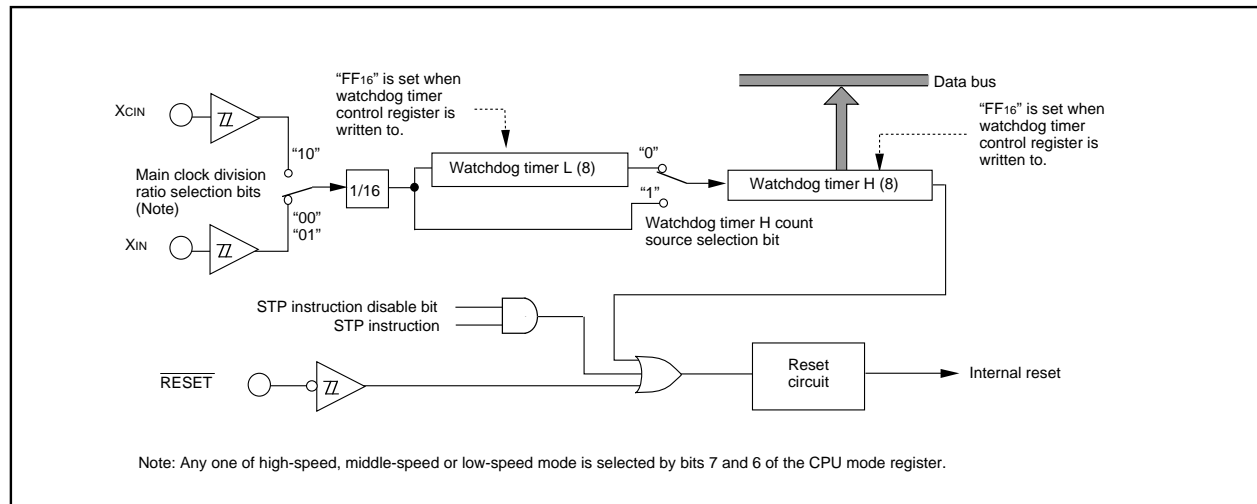 “FF16” is set when
watchdog timer
control register is
written to.
Data bus
“FF16” is set when
watchdog timer
control register is
written to.
XCIN
“10”
Main clock division
ratio selection bits
(Note)
“00”
“01”
XIN
1/16
Watchdog timer L (8)
“0”
“1”
Watchdog timer H count
source selection bit
Watchdog timer H (8)
STP instruction disable bit
STP instruction
RESET
Reset
circuit
Internal reset
Note: Any one of high-speed, middle-speed or low-speed mode is selected by bits 7 and 6 of the CPU mode register.